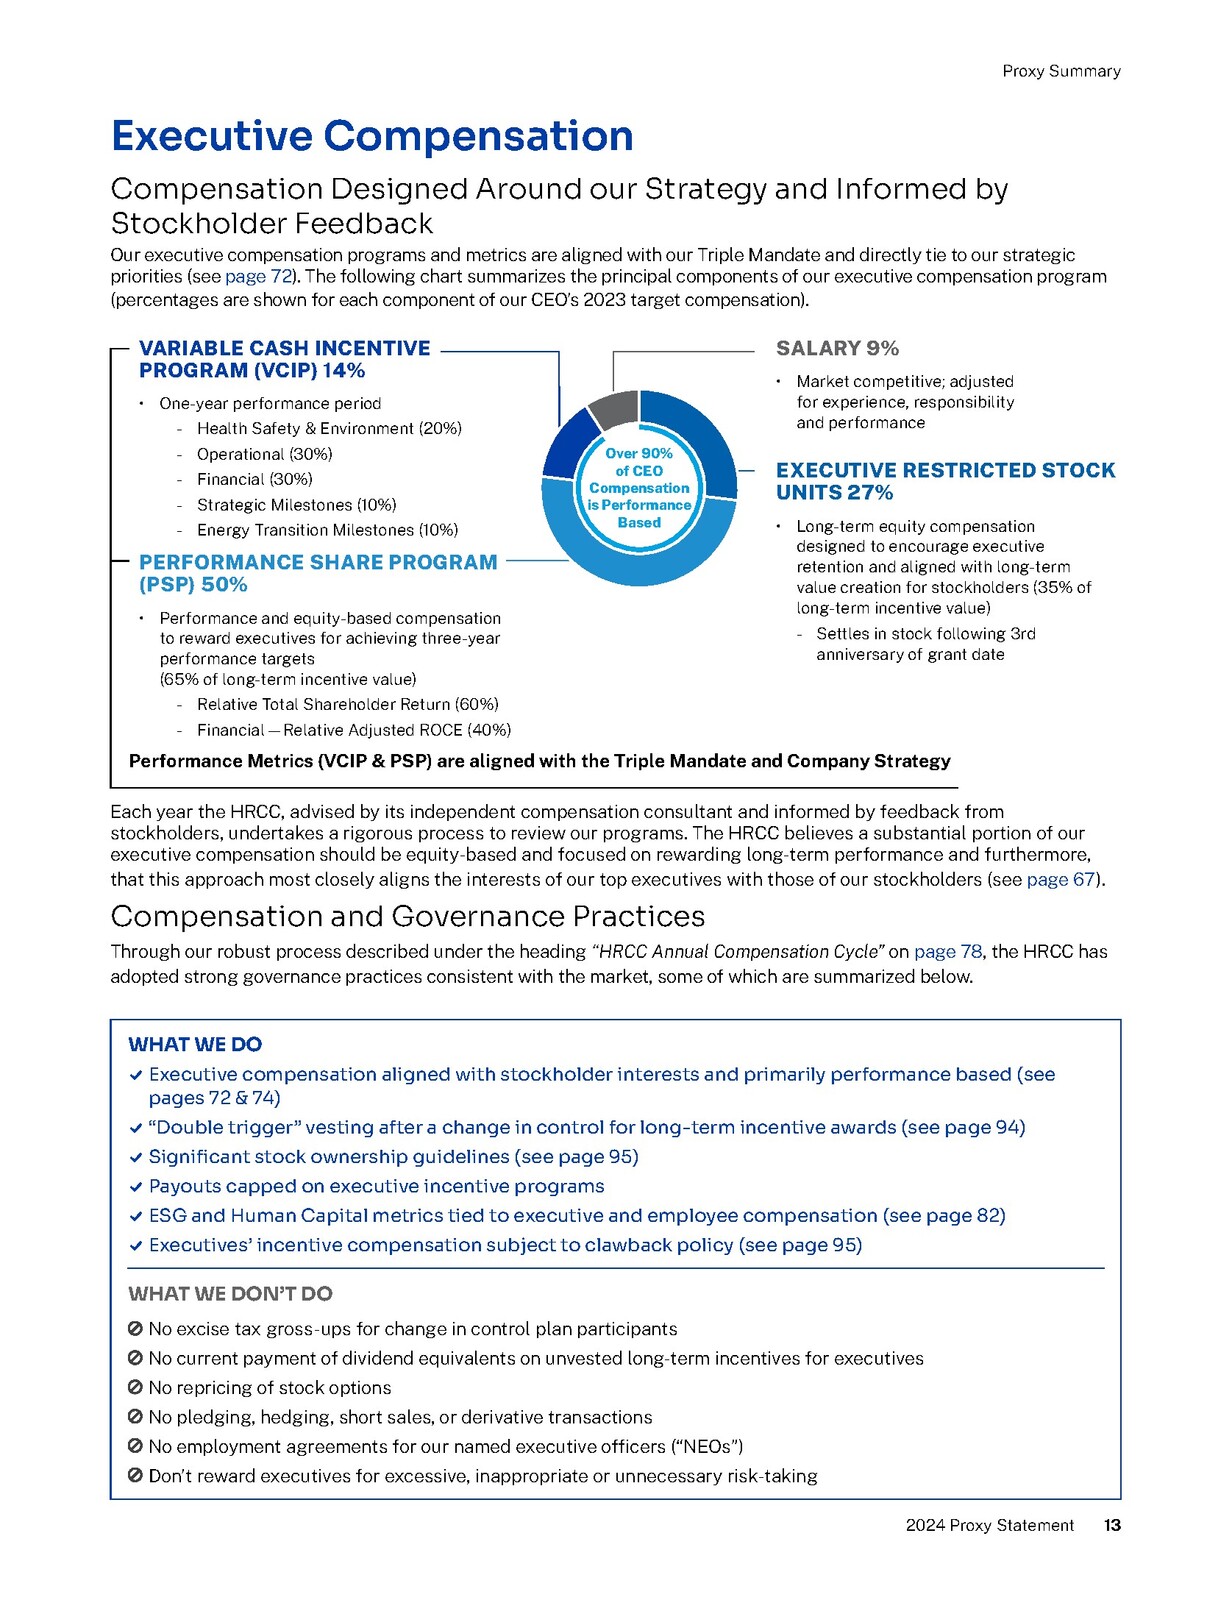 Proxy Summary
Executive Compensation
Compensation Designed Around our Strategy and Informed by
Stockholder Feedback
Our executive compensation programs and metrics are aligned with our Triple Mandate and directly tie to our strategic
priorities (see page 72). The following chart summarizes the principal components of our executive compensation program
(percentages are shown for each component of our CEO's 2023 target compensation).
VARIABLE CASH INCENTIVE
PROGRAM (VCIP) 14%
• One-year performance period
- Health Safety & Environment (20%)
- Operational (30%)
- Financial (30%)
- Strategic Milestones (10%)
- Energy Transition Milestones (10%)
PERFORMANCE SHARE PROGRAM
(PSP) 50%
• Performance and equity-based compensation
to reward executives for achieving three-year
performance targets
(65% of long-term incentive value)
- Relative Total Shareholder Return (60%)
- Financial — Relative Adjusted ROCE (40%)
Over 90%
of CEO
Compensation
is Performance
Based
SALARY 9%
• Market competitive; adjusted
for experience, responsibility
and performance
EXECUTIVE RESTRICTED STOCK
UNITS 27%
• Long-term equity compensation
designed to encourage executive
retention and aligned with long-term
value creation for stockholders (35% of
long-term incentive value)
- Settles in stock following 3rd
anniversary of grant date
Performance Metrics (VCIP & PSP) are aligned with the Triple Mandate and Company Strategy
Each year the HRCC, advised by its independent compensation consultant and informed by feedback from
stockholders, undertakes a rigorous process to review our programs. The HRCC believes a substantial portion of our
executive compensation should be equity-based and focused on rewarding long-term performance and furthermore,
that this approach most closely aligns the interests of our top executives with those of our stockholders (see page 67).
Compensation and Governance Practices
Through our robust process described under the heading “HRCC Annual Compensation Cycle” on page 78, the HRCC has
adopted strong governance practices consistent with the market, some of which are summarized below.
WHAT WE DO
✓ Executive compensation aligned with stockholder interests and primarily performance based (see
pages 72 & 74)
✓ “Double trigger” vesting after a change in control for long-term incentive awards (see page 94)
✓ Significant stock ownership guidelines (see page 95)
✓ Payouts capped on executive incentive programs
✓ ESG and Human Capital metrics tied to executive and employee compensation (see page 82)
✓ Executives’ incentive compensation subject to clawback policy (see page 95)
WHAT WE DON’T DO
No excise tax gross-ups for change in control plan participants
No current payment of dividend equivalents on unvested long-term incentives for executives
No repricing of stock options
No pledging, hedging, short sales, or derivative transactions
No employment agreements for our named executive officers (“NEOs”)
Don’t reward executives for excessive, inappropriate or unnecessary risk-taking
2024 Proxy Statement 13